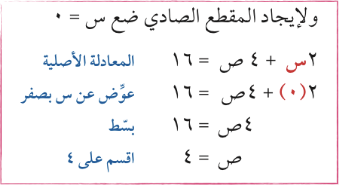 ولإيجاد المقطع الصادي ضع س = ٠
٢س + ٤ ص = ١٦ المعادلة الأصلية
٢(٠) + ٤ص = ١٦ عوِّض عن س بصفر
٤ص = ١٦ بسّط
ص = ٤ اقسم على ٤